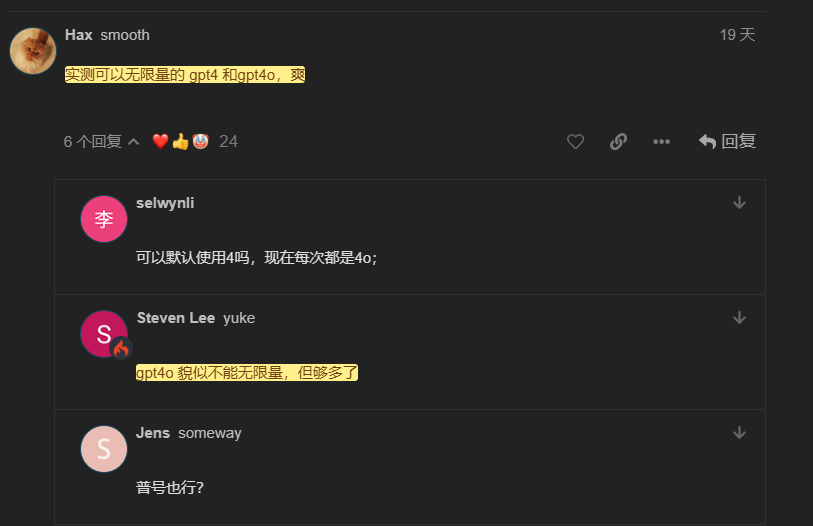 Hax smooth 19 天
实测可以无限量的 gpt4 和gpt4o，爽
6 个回复 24 回复
李 selwynli
可以默认使用4吗，现在每次都是4o；
S Steven Lee yuke
gpt4o 貌似不能无限量，但够多了
S Jens someway
普号也行？